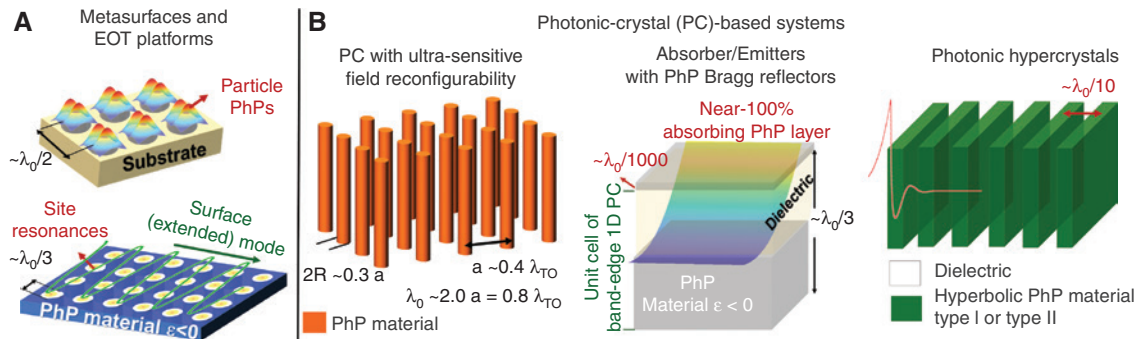 A
Metasurfaces and
EOT platforms
Particle
PhPs
~λ₀/2
Substrate
Site
resonances
Surface
(extended) mode
~λ₀/3
PhP material ε<0
B
Photonic-crystal (PC)-based systems
PC with ultra-sensitive
field reconfigurability
2R ~0.3 a
a ~0.4 λTO
λ₀ ~2.0 a = 0.8 λTO
PhP material
Absorber/Emitters
with PhP Bragg reflectors
Near-100%
absorbing PhP layer
~λ₀/1000
Dielectric
~λ₀/3
Unit cell of
band-edge 1D PC
PhP
Material ε < 0
Photonic hypercrystals
~λ₀/10
Dielectric
Hyperbolic PhP material
type I or type II